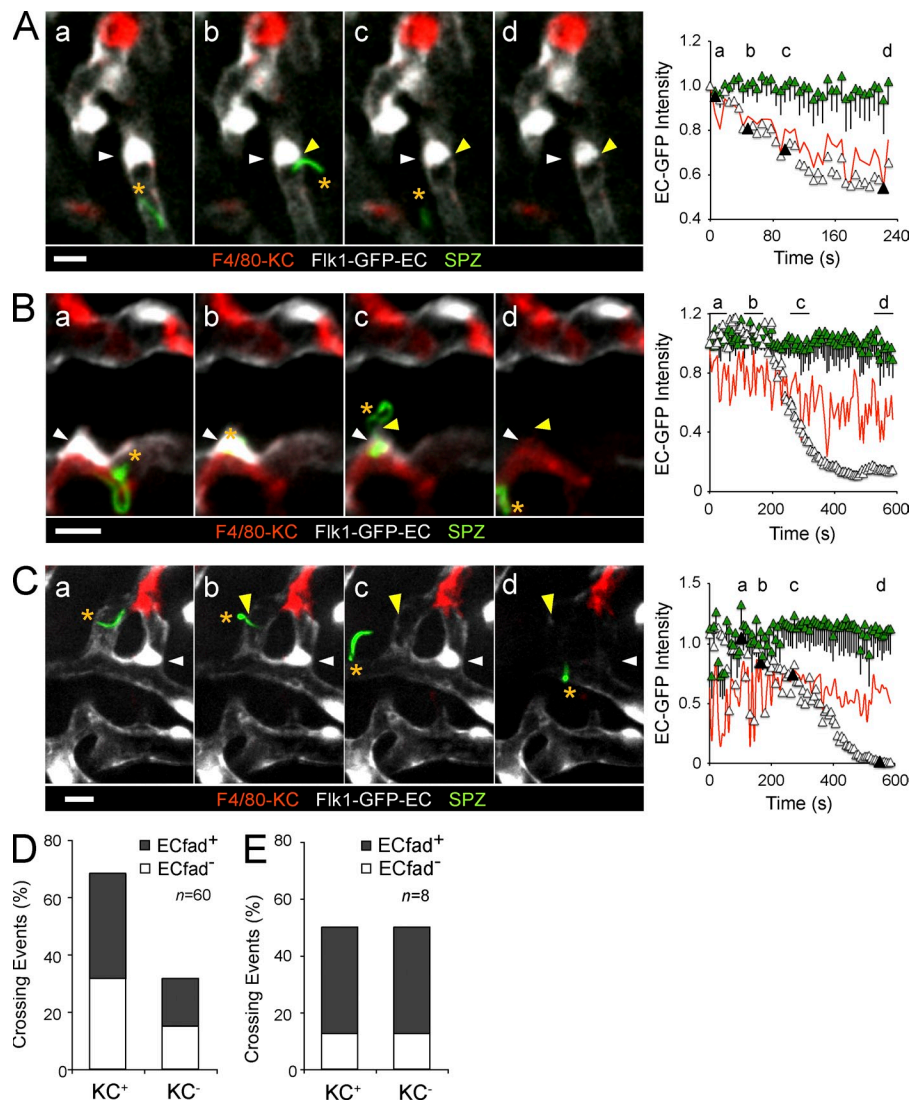 A
a
b
c
d
F4/80-KC Flk1-GFP-EC SPZ
EC-GFP Intensity
1.2
1.0
0.8
0.6
0.4
a b c d
0 80 160 240
Time (s)
B
a
b
c
d
F4/80-KC Flk1-GFP-EC SPZ
EC-GFP Intensity
1.2
0.8
0.4
0
a b c d
0 200 400 600
Time (s)
C
a
b
c
d
F4/80-KC Flk1-GFP-EC SPZ
EC-GFP Intensity
1.5
1.0
0.5
0
a b c d
0 200 400 600
Time (s)
D
Crossing Events (%)
80
60
40
20
0
ECfad⁺
ECfad⁻
n=60
KC⁺ KC⁻
E
Crossing Events (%)
80
60
40
20
0
ECfad⁺
ECfad⁻
n=8
KC⁺ KC⁻